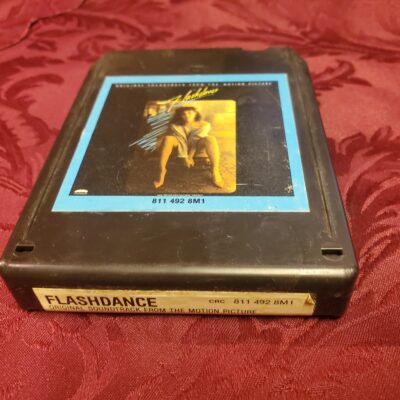 ORIGINAL SOUNDTRACK FROM THE MOTION PICTURE
Flashdance
811 492 8M1
FLASHDANCE CRC 811 492 8M1
ORIGINAL SOUNDTRACK FROM THE MOTION PICTURE